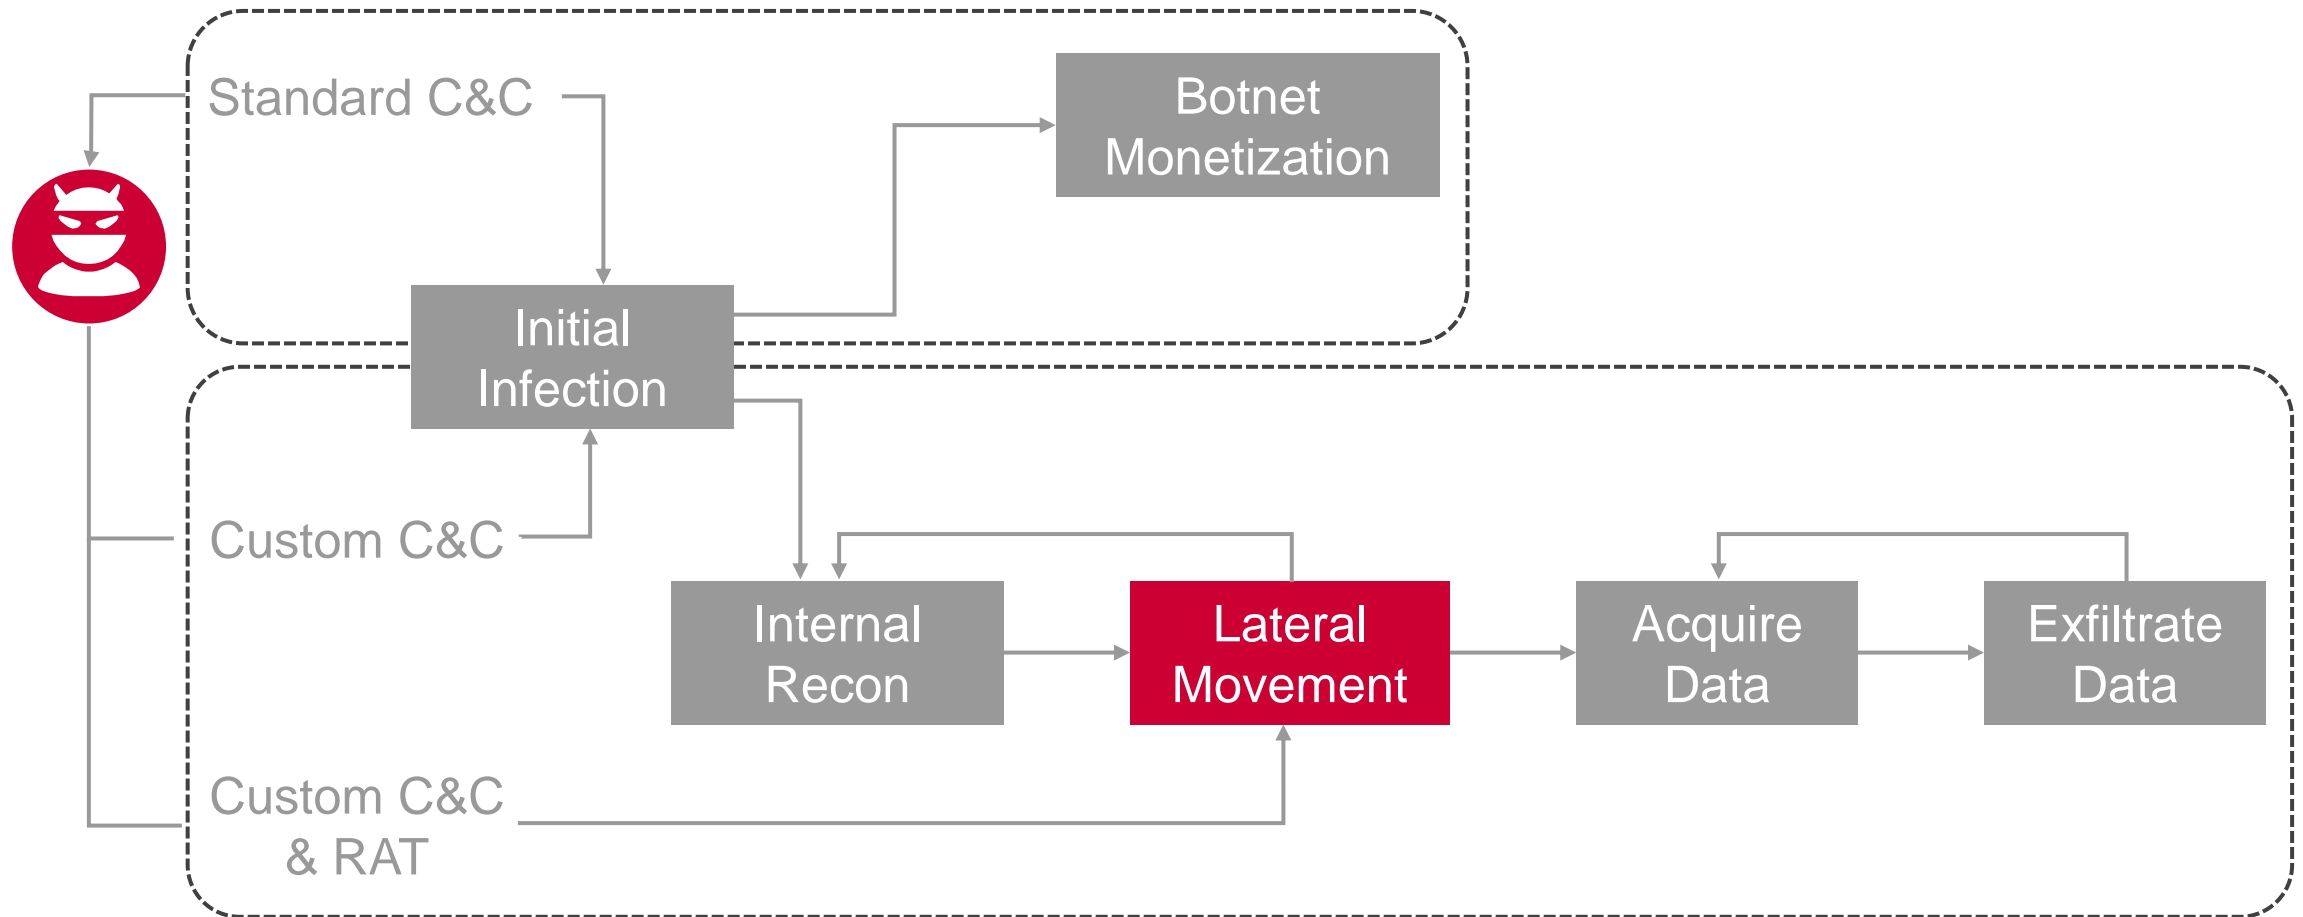 Standard C&C
Botnet
Monetization
Initial
Infection
Custom C&C
Internal
Recon
Lateral
Movement
Acquire
Data
Exfiltrate
Data
Custom C&C
& RAT